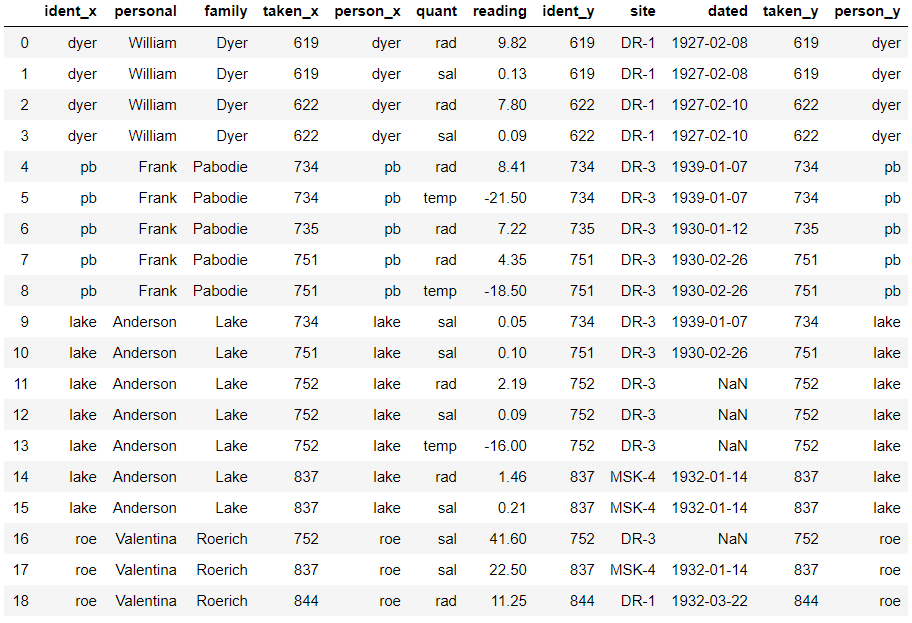 ident_x personal family taken_x person_x quant reading ident_y site dated taken_y person_y
0 dyer William Dyer 619 dyer rad 9.82 619 DR-1 1927-02-08 619 dyer
1 dyer William Dyer 619 dyer sal 0.13 619 DR-1 1927-02-08 619 dyer
2 dyer William Dyer 622 dyer rad 7.80 622 DR-1 1927-02-10 622 dyer
3 dyer William Dyer 622 dyer sal 0.09 622 DR-1 1927-02-10 622 dyer
4 pb Frank Pabodie 734 pb rad 8.41 734 DR-3 1939-01-07 734 pb
5 pb Frank Pabodie 734 pb temp -21.50 734 DR-3 1939-01-07 734 pb
6 pb Frank Pabodie 735 pb rad 7.22 735 DR-3 1930-01-12 735 pb
7 pb Frank Pabodie 751 pb rad 4.35 751 DR-3 1930-02-26 751 pb
8 pb Frank Pabodie 751 pb temp -18.50 751 DR-3 1930-02-26 751 pb
9 lake Anderson Lake 734 lake sal 0.05 734 DR-3 1939-01-07 734 lake
10 lake Anderson Lake 751 lake sal 0.10 751 DR-3 1930-02-26 751 lake
11 lake Anderson Lake 752 lake rad 2.19 752 DR-3 NaN 752 lake
12 lake Anderson Lake 752 lake sal 0.09 752 DR-3 NaN 752 lake
13 lake Anderson Lake 752 lake temp -16.00 752 DR-3 NaN 752 lake
14 lake Anderson Lake 837 lake rad 1.46 837 MSK-4 1932-01-14 837 lake
15 lake Anderson Lake 837 lake sal 0.21 837 MSK-4 1932-01-14 837 lake
16 roe Valentina Roerich 752 roe sal 41.60 752 DR-3 NaN 752 roe
17 roe Valentina Roerich 837 roe sal 22.50 837 MSK-4 1932-01-14 837 roe
18 roe Valentina Roerich 844 roe rad 11.25 844 DR-1 1932-03-22 844 roe